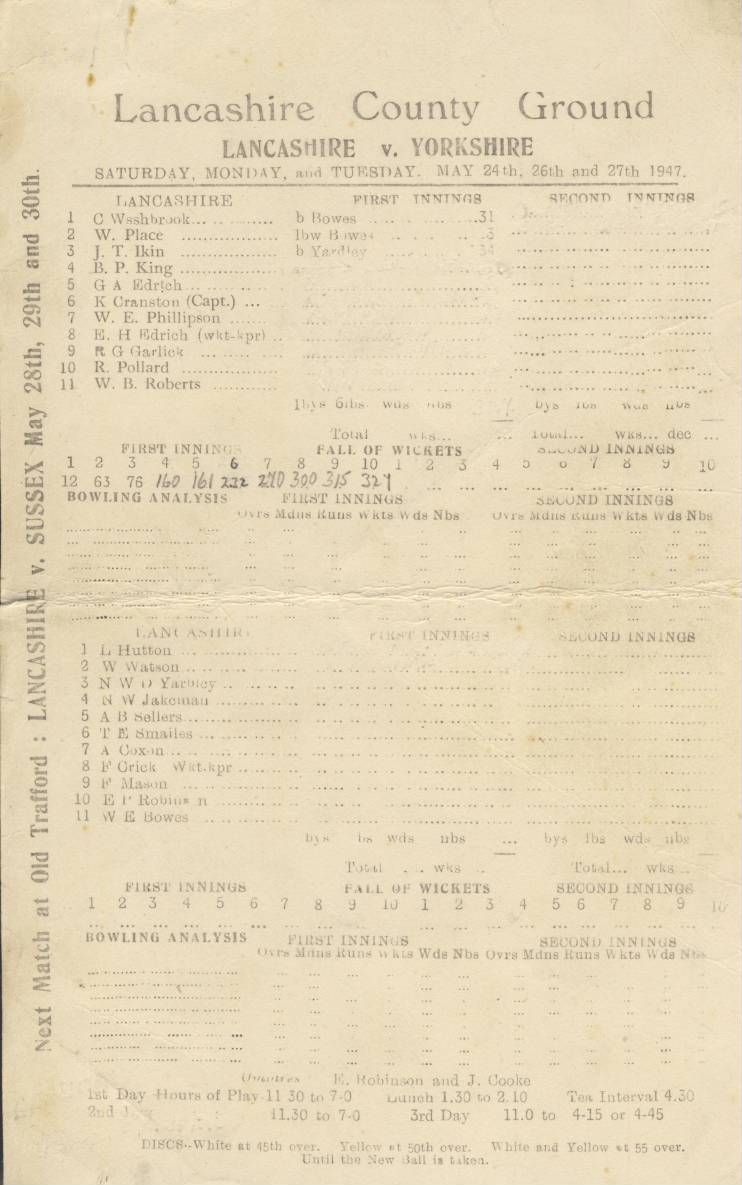 Lancashire County Ground
LANCASHIRE v. YORKSHIRE
SATURDAY, MONDAY, and TUESDAY. MAY 24th, 26th and 27th 1947.
LANCASHIRE FIRST INNINGS SECOND INNINGS
1 C Wsshbrook... b Bowes 31
2 W. Place lbw Bowes
3 J. T. Ikin b Yardley 34
4 B. P. King
5 G A Edrich
6 K Cranston (Capt.) ...
7 W. E. Phillipson
8 E. H Edrich (wkt-kpr)
9 R G Garlick
10 R. Pollard
11 W. B. Roberts
1bys 6lbs wds nbs bys lbs wds nbs
Total wks... ... Total... wks... dec ...
FIRST INNINGS FALL OF WICKETS SECOND INNINGS
1 2 3 4 5 6 7 8 9 10 1 2 3 4 5 6 7 8 9 10
12 63 76 160 161 232 270 300 315 327
BOWLING ANALYSIS FIRST INNINGS SECOND INNINGS
Ovrs Mdns Runs Wkts Wds Nbs Ovrs Mdns Runs Wkts Wds Nbs
LANCASHIRE FIRST INNINGS SECOND INNINGS
1 L Hutton
2 W Watson
3 N W D Yardley
4 N W Jakeman
5 A B Sellers
6 T E Smailes
7 A Coxon
8 F Crick Wkt.kpr
9 F Mason
10 E P Robinson
11 W E Bowes
bys lbs wds nbs ... bys lbs wds nbs
Total wks Total... wks
FIRST INNINGS FALL OF WICKETS SECOND INNINGS
1 2 3 4 5 6 7 8 9 10 1 2 3 4 5 6 7 8 9 10
BOWLING ANALYSIS FIRST INNINGS SECOND INNINGS
Ovrs Mdns Runs Wkts Wds Nbs Ovrs Mdns Runs Wkts Wds Nbs
Umpires E. Robinson and J. Cooke
1st Day Hours of Play 11 30 to 7-0 Lunch 1.30 to 2.10 Tea Interval 4.30
2nd 11.30 to 7-0 3rd Day 11.0 to 4-15 or 4-45
DISCS--White at 45th over. Yellow at 50th over. White and Yellow at 55 over.
Until the New Ball is taken.
Next Match at Old Trafford : LANCASHIRE v. SUSSEX May 28th, 29th and 30th.